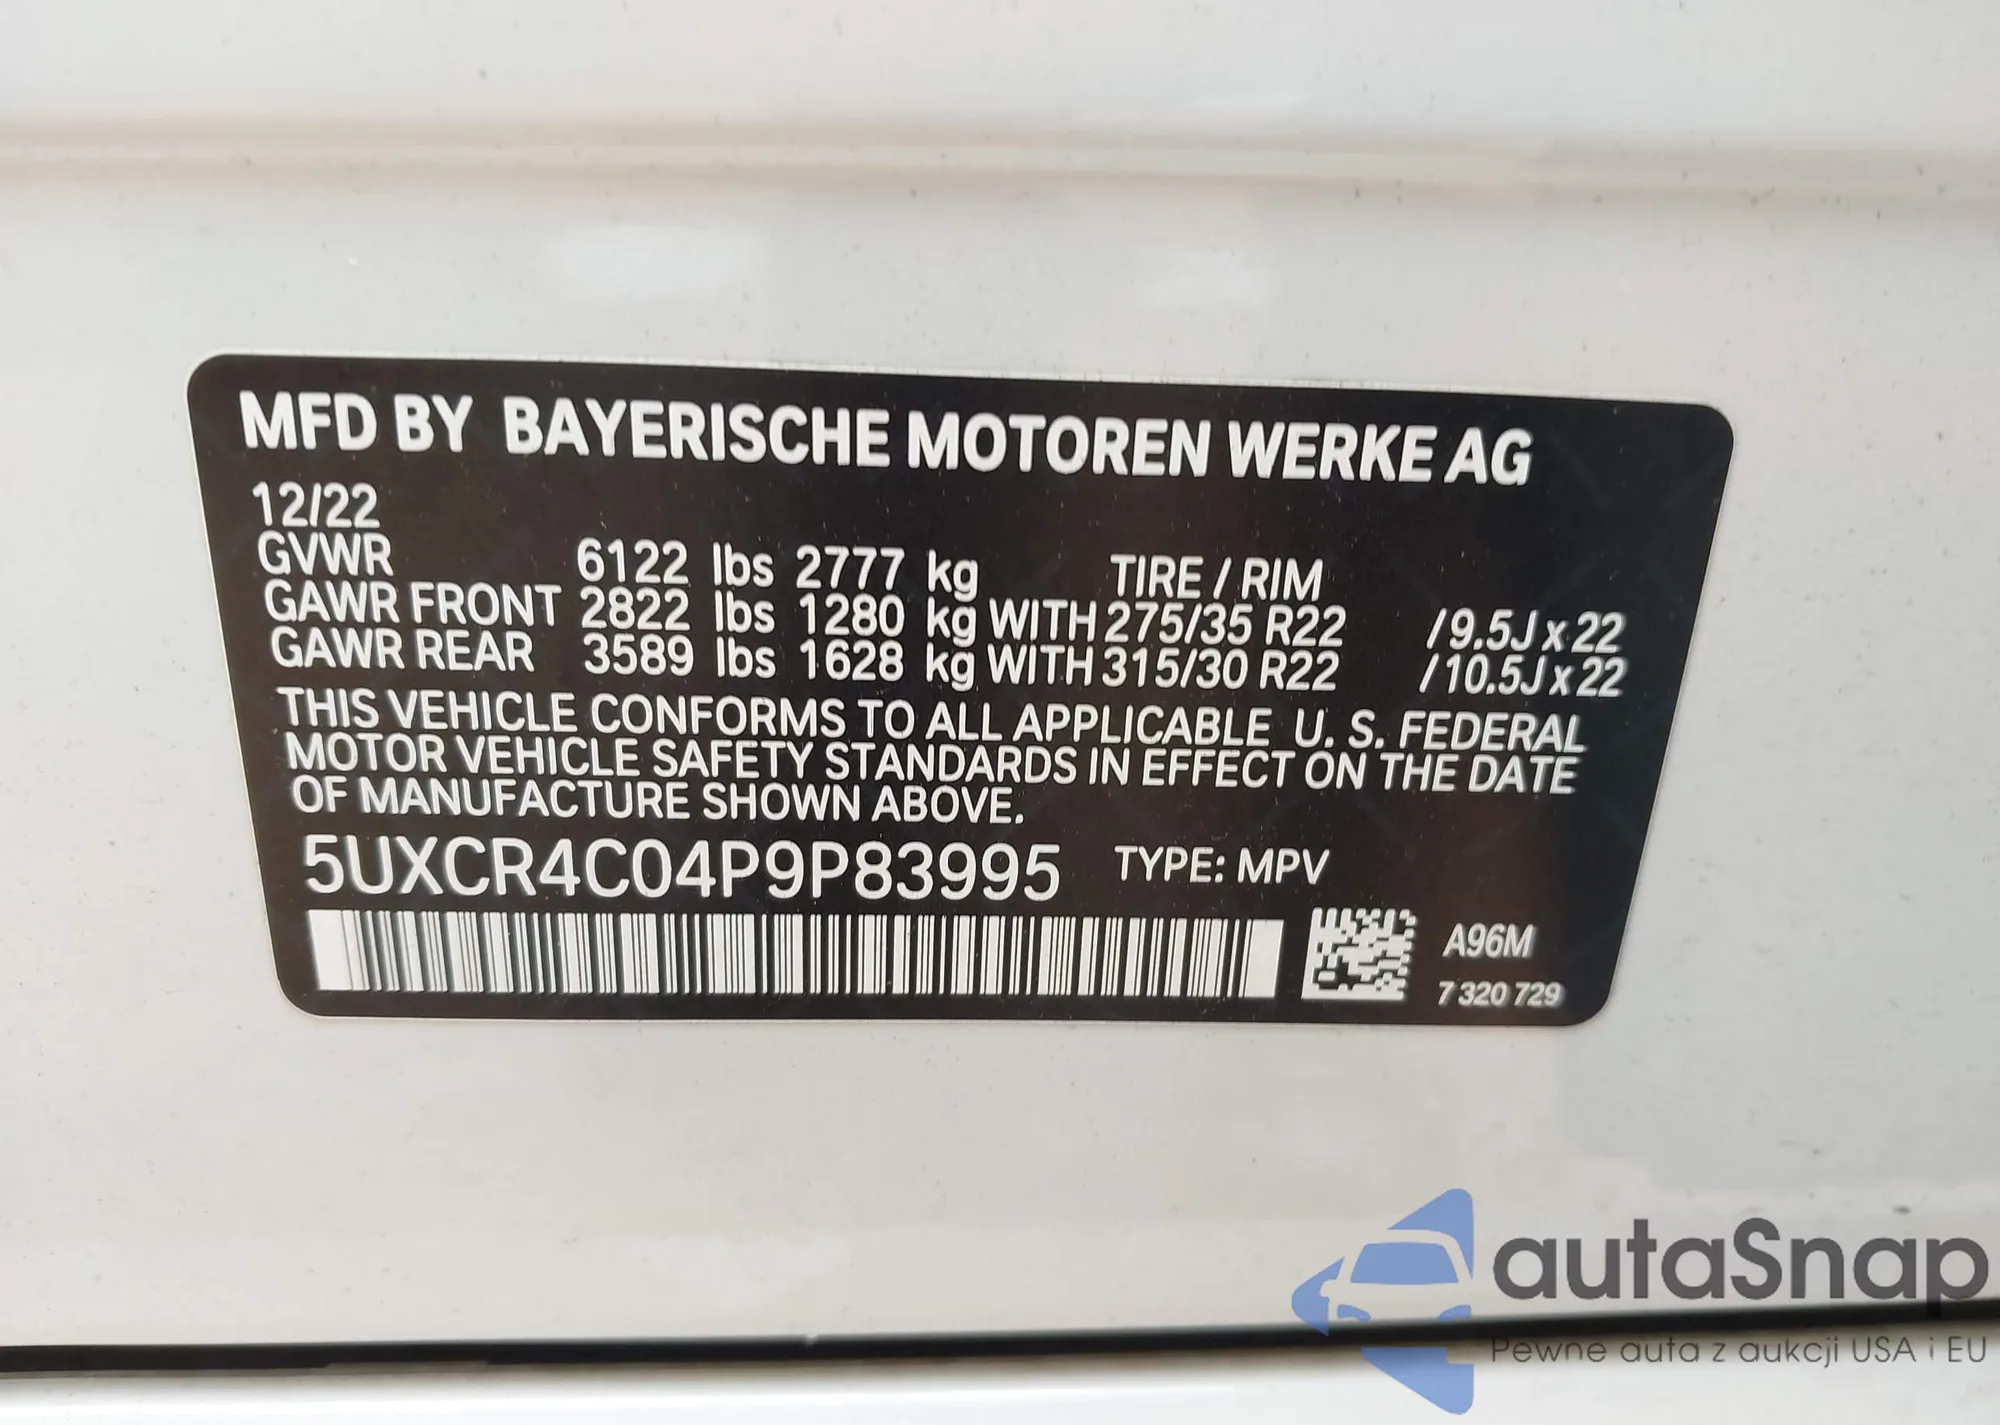 MFD BY BAYERISCHE MOTOREN WERKE AG
12/22
GVWR 6122 lbs 2777 kg TIRE / RIM
GAWR FRONT 2822 lbs 1280 kg WITH 275/35 R22 /9.5J x 22
GAWR REAR 3589 lbs 1628 kg WITH 315/30 R22 /10.5J x 22
THIS VEHICLE CONFORMS TO ALL APPLICABLE U. S. FEDERAL
MOTOR VEHICLE SAFETY STANDARDS IN EFFECT ON THE DATE
OF MANUFACTURE SHOWN ABOVE.
5UXCR4C04P9P83995 TYPE: MPV
A96M
7 320 729
autaSnap
Pewne auta z aukcji USA i EU